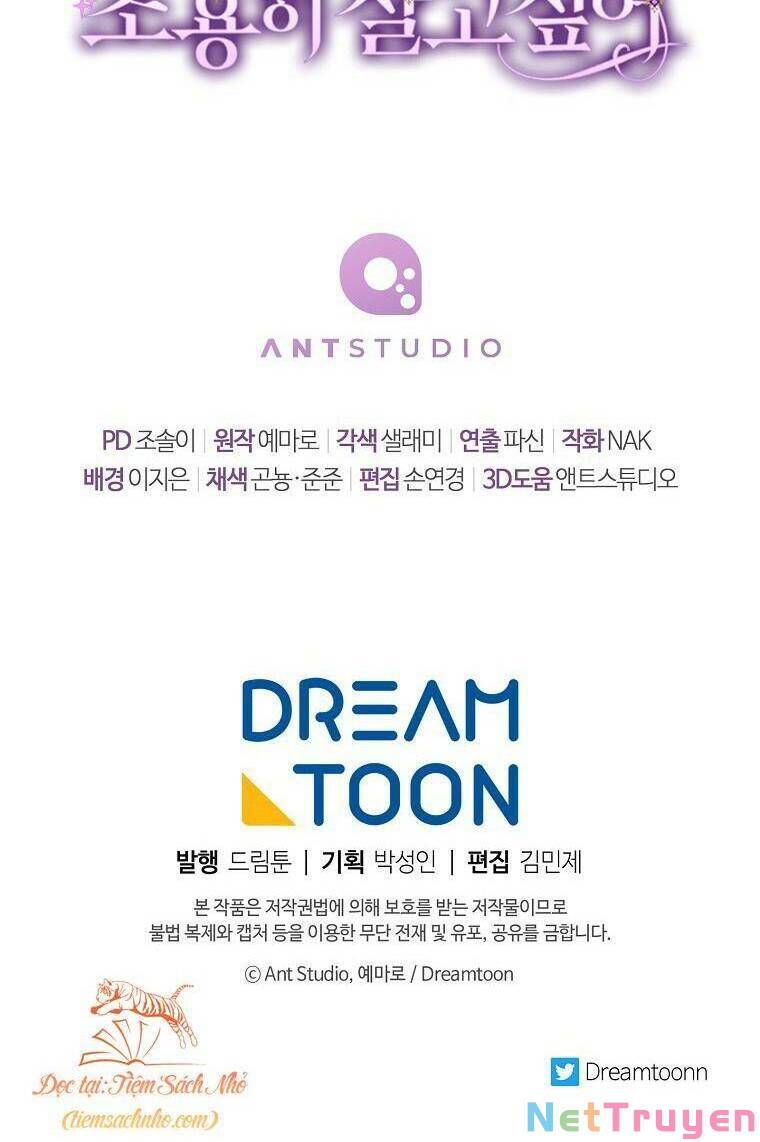 조용히 살고 싶어
ANTSTUDIO
PD 조솔이 | 원작 예마로 | 각색 샐래미 | 연출 파신 | 작화 NAK
배경 이지은 | 채색 곤뇽·준준 | 편집 손연경 | 3D도움 앤트스튜디오
DREAM
TOON
발행 드림툰 | 기획 박성인 | 편집 김민제
본 작품은 저작권법에 의해 보호를 받는 저작물이므로
불법 복제와 캡처 등을 이용한 무단 전재 및 유포, 공유를 금합니다.
© Ant Studio, 예마로 / Dreamtoon
Đọc tại: Tiệm Sách Nhỏ
(tiemsachnho.com)
Dreamtoonn
NetTruyen